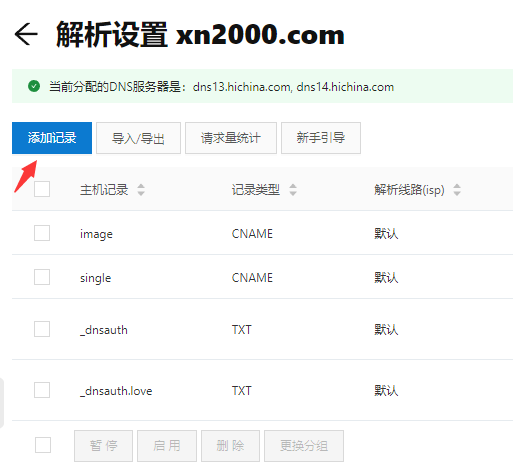 解析设置 xn2000.com
当前分配的DNS服务器是：dns13.hichina.com, dns14.hichina.com
添加记录 导入/导出 请求量统计 新手引导
主机记录 记录类型 解析线路(isp)
image CNAME 默认
single CNAME 默认
_dnsauth TXT 默认
_dnsauth.love TXT 默认
暂 停 启 用 删 除 更换分组